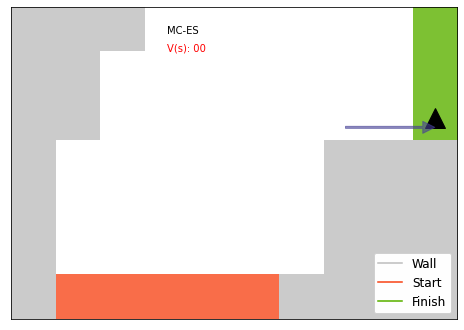 MC-ES
V(s): 00
Wall
Start
Finish